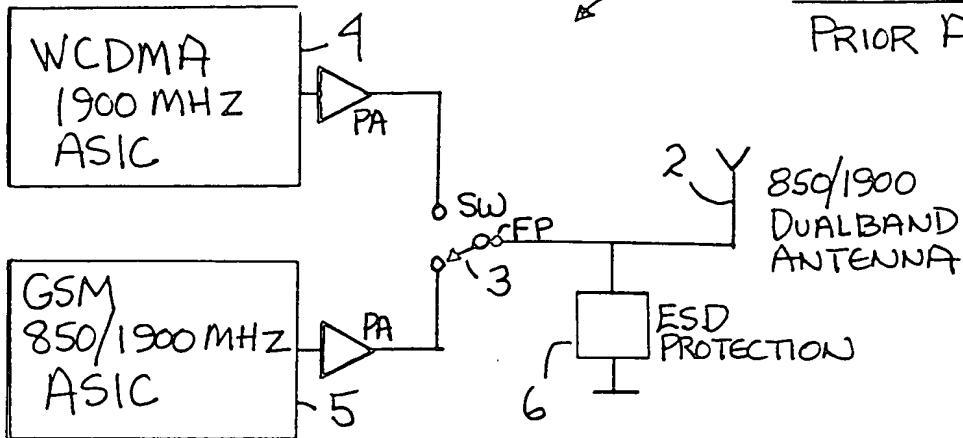 PRIOR
WCDMA
1900 MHZ
ASIC
4
PA
SW
FP
3
2
850/1900
DUALBAND
ANTENNA
GSM
850/1900 MHZ
ASIC
5
PA
ESD
PROTECTION
6